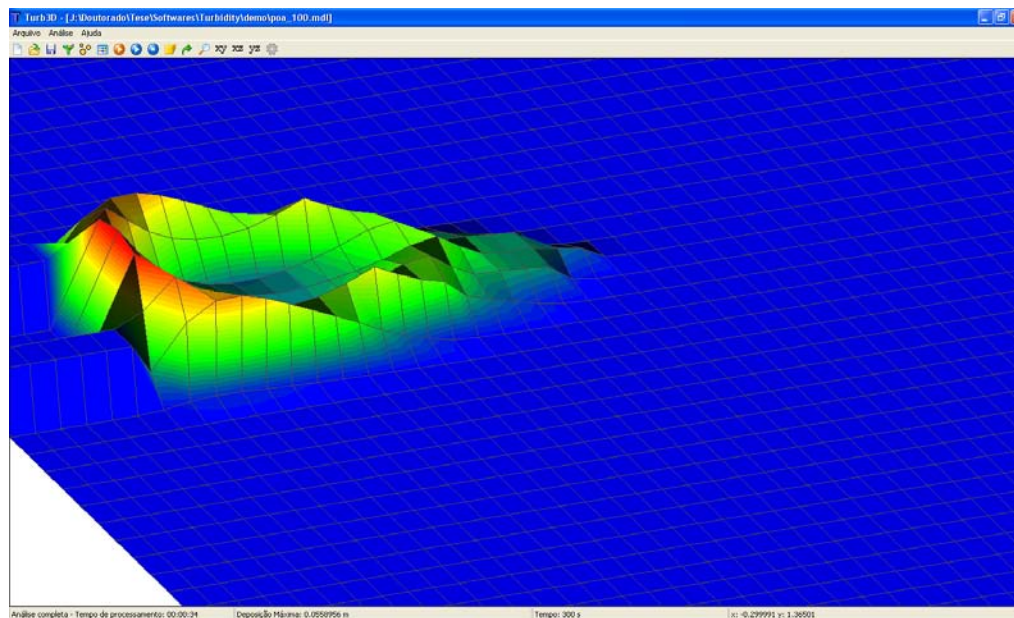 Turb3D - [J:\Doutorado\Tese\Softwares\Turbidity\demo\poa_100.mdl]
Arquivo Análise Ajuda
xy xz yz
Análise completa - Tempo de processamento: 00:00:34 Deposição Máxima: 0.0558956 m Tempo: 300 s x: -0.299991 y: 1.36501